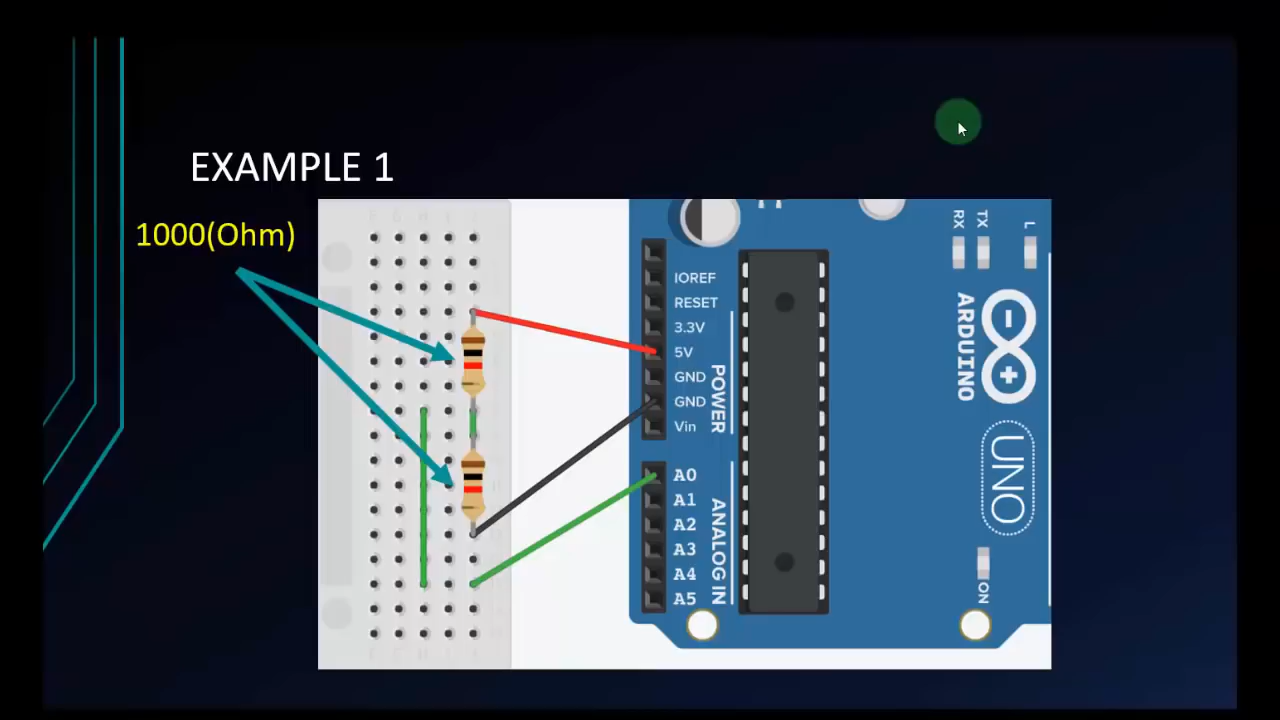 EXAMPLE 1
1000(Ohm)
RX
TX
L
IOREF
RESET
3.3V
5V
GND
GND
Vin
POWER
A0
A1
A2
A3
A4
A5
ANALOG IN
ARDUINO
UNO
ON